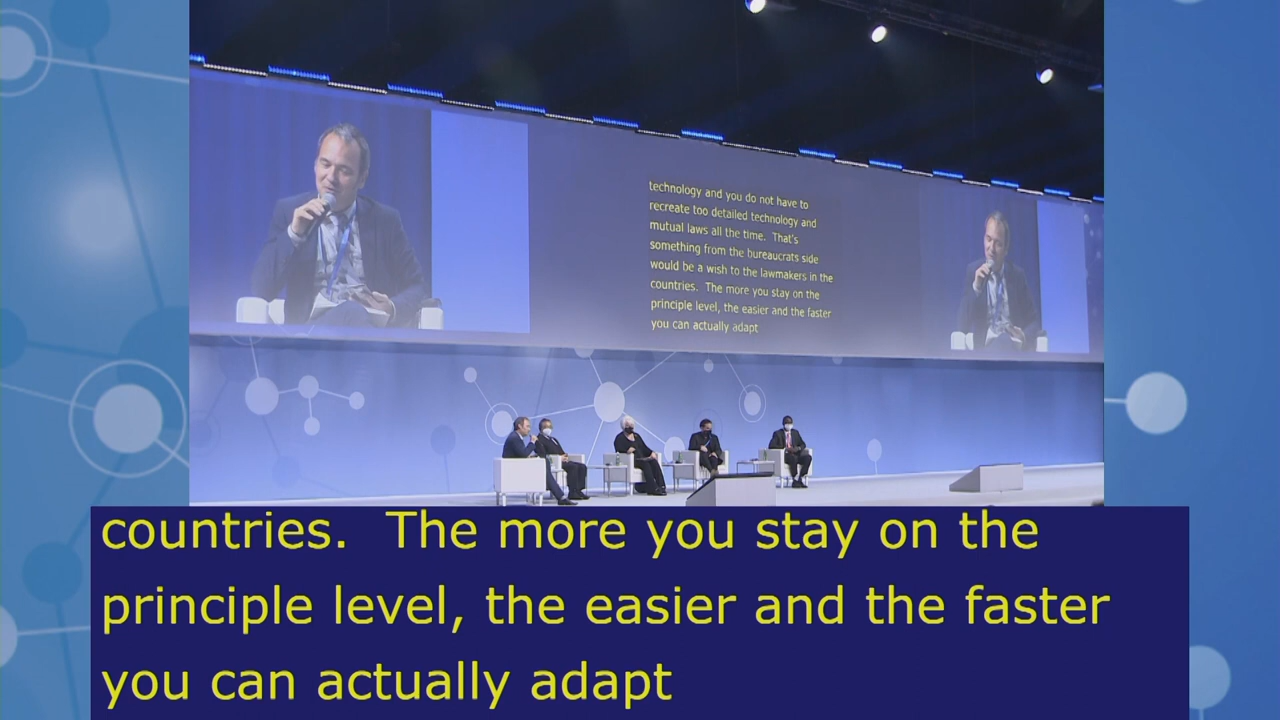 technology and you do not have to
recreate too detailed technology and
mutual laws all the time.  That's
something from the bureaucrats side
would be a wish to the lawmakers in the
countries.  The more you stay on the
principle level, the easier and the faster
you can actually adapt
countries.  The more you stay on the
principle level, the easier and the faster
you can actually adapt